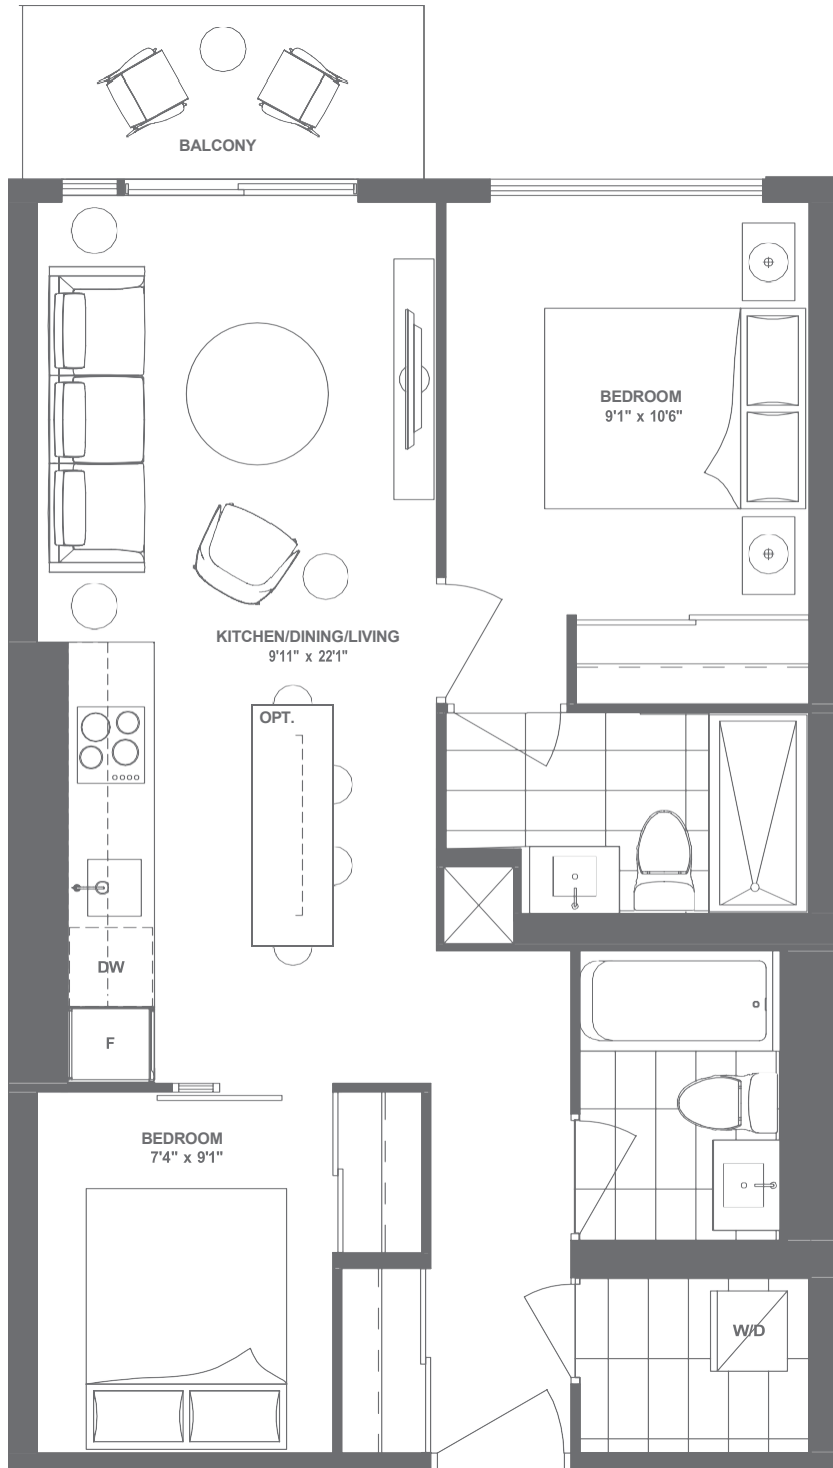 BALCONY
BEDROOM
9'1" x 10'6"
KITCHEN/DINING/LIVING
9'11" x 22'1"
OPT.
DW
F
BEDROOM
7'4" x 9'1"
W/D